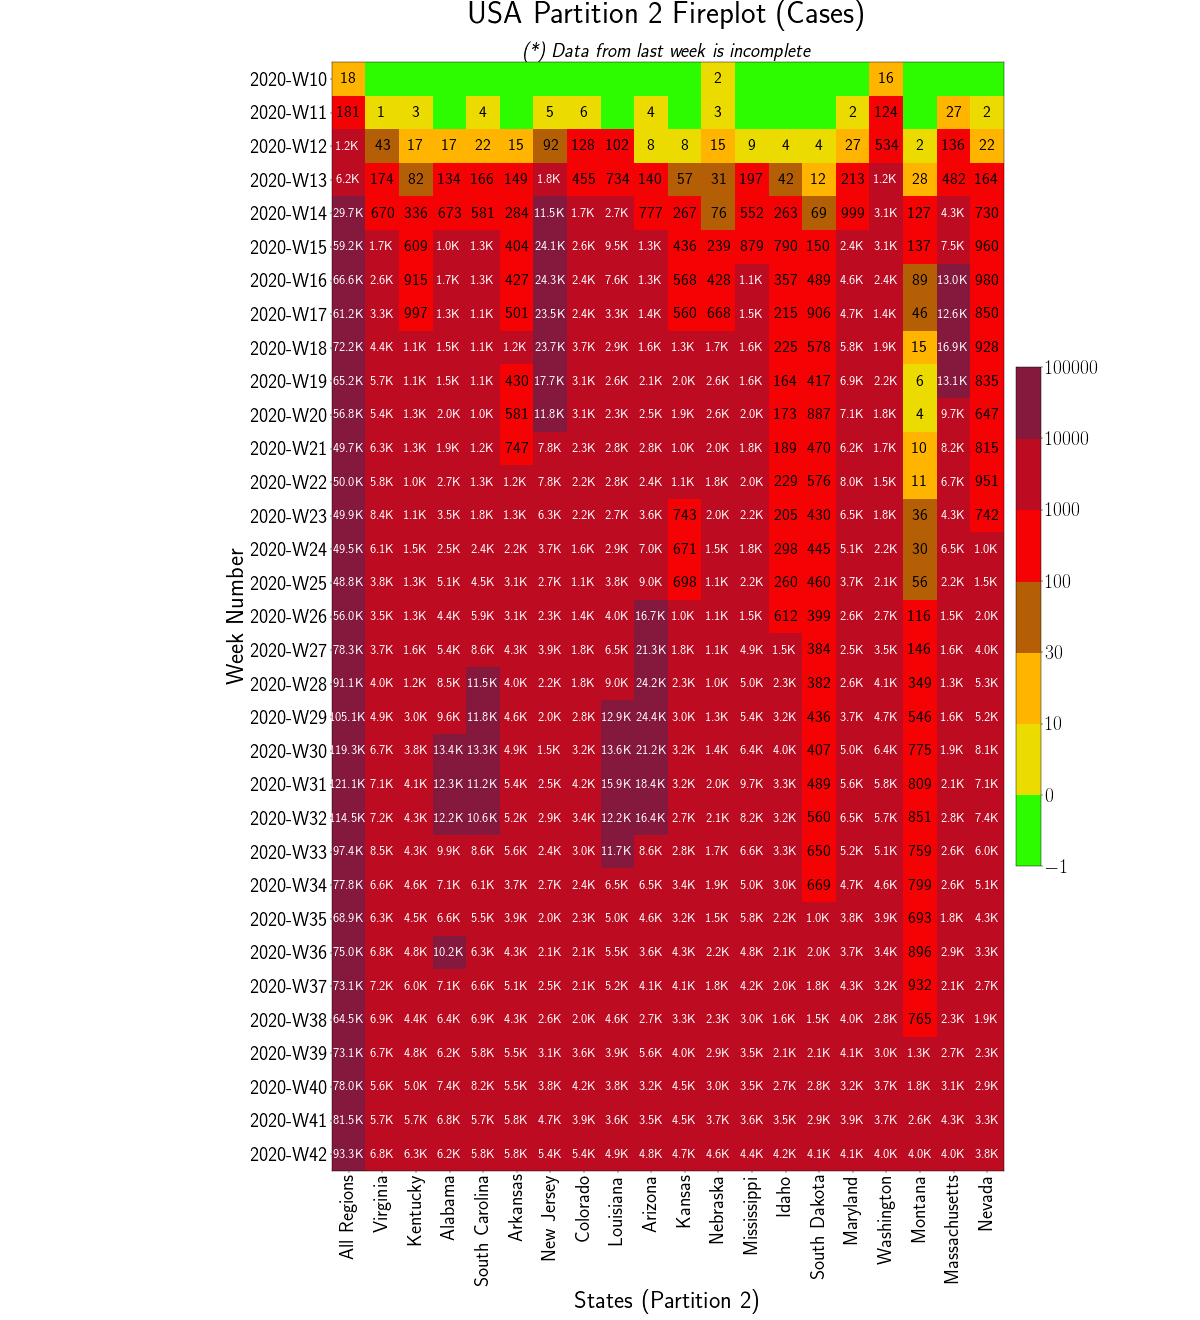 USA Partition 2 Fireplot (Cases)
(*) Data from last week is incomplete
2020-W10 18 2 16
2020-W11 181 1 3 4 5 6 4 3 2 124 27 2
2020-W12 1.2K 43 17 17 22 15 92 128 102 8 8 15 9 4 4 27 534 2 136 22
2020-W13 6.2K 174 82 134 166 149 1.8K 455 734 140 57 31 197 42 12 213 1.2K 28 482 164
2020-W14 29.7K 670 336 673 581 284 11.5K 1.7K 2.7K 777 267 76 552 263 69 999 3.1K 127 4.3K 730
2020-W15 59.2K 1.7K 609 1.0K 1.3K 404 24.1K 2.6K 9.5K 1.3K 436 239 879 790 150 2.4K 3.1K 137 7.5K 960
2020-W16 66.6K 2.6K 915 1.7K 1.3K 427 24.3K 2.4K 7.6K 1.3K 568 428 1.1K 357 489 4.6K 2.4K 89 13.0K 980
2020-W17 61.2K 3.3K 997 1.3K 1.1K 501 23.5K 2.4K 3.3K 1.4K 560 668 1.5K 215 906 4.7K 1.4K 46 12.6K 850
2020-W18 72.2K 4.4K 1.1K 1.5K 1.1K 1.2K 23.7K 3.7K 2.9K 1.6K 1.3K 1.7K 1.6K 225 578 5.8K 1.9K 15 16.9K 928
2020-W19 65.2K 5.7K 1.1K 1.5K 1.1K 430 17.7K 3.1K 2.6K 2.1K 2.0K 2.6K 1.6K 164 417 6.9K 2.2K 6 13.1K 835
2020-W20 56.8K 5.4K 1.3K 2.0K 1.0K 581 11.8K 3.1K 2.3K 2.5K 1.9K 2.6K 2.0K 173 887 7.1K 1.8K 4 9.7K 647
2020-W21 49.7K 6.3K 1.3K 1.9K 1.2K 747 7.8K 2.3K 2.8K 2.8K 1.0K 2.0K 1.8K 189 470 6.2K 1.7K 10 8.2K 815
2020-W22 50.0K 5.8K 1.0K 2.7K 1.3K 1.2K 7.8K 2.2K 2.8K 2.4K 1.1K 1.8K 2.0K 229 576 8.0K 1.5K 11 6.7K 951
2020-W23 49.9K 8.4K 1.1K 3.5K 1.8K 1.3K 6.3K 2.2K 2.7K 3.6K 743 2.0K 2.2K 205 430 6.5K 1.8K 36 4.3K 742
2020-W24 49.5K 6.1K 1.5K 2.5K 2.4K 2.2K 3.7K 1.6K 2.9K 7.0K 671 1.5K 1.8K 298 445 5.1K 2.2K 30 6.5K 1.0K
2020-W25 48.8K 3.8K 1.3K 5.1K 4.5K 3.1K 2.7K 1.1K 3.8K 9.0K 698 1.1K 2.2K 260 460 3.7K 2.1K 56 2.2K 1.5K
2020-W26 56.0K 3.5K 1.3K 4.4K 5.9K 3.1K 2.3K 1.4K 4.0K 16.7K 1.0K 1.1K 1.5K 612 399 2.6K 2.7K 116 1.5K 2.0K
2020-W27 78.3K 3.7K 1.6K 5.4K 8.6K 4.3K 3.9K 1.8K 6.5K 21.3K 1.8K 1.1K 4.9K 1.5K 384 2.5K 3.5K 146 1.6K 4.0K
2020-W28 91.1K 4.0K 1.2K 8.5K 11.5K 4.0K 2.2K 1.8K 9.0K 24.2K 2.3K 1.0K 5.0K 2.3K 382 2.6K 4.1K 349 1.3K 5.3K
2020-W29 105.1K 4.9K 3.0K 9.6K 11.8K 4.6K 2.0K 2.8K 12.9K 24.4K 3.0K 1.3K 5.4K 3.2K 436 3.7K 4.7K 546 1.6K 5.2K
2020-W30 119.3K 6.7K 3.8K 13.4K 13.3K 4.9K 1.5K 3.2K 13.6K 21.2K 3.2K 1.4K 6.4K 4.0K 407 5.0K 6.4K 775 1.9K 8.1K
2020-W31 121.1K 7.1K 4.1K 12.3K 11.2K 5.4K 2.5K 4.2K 15.9K 18.4K 3.2K 2.0K 9.7K 3.3K 489 5.6K 5.8K 809 2.1K 7.1K
2020-W32 114.5K 7.2K 4.3K 12.2K 10.6K 5.2K 2.9K 3.4K 12.2K 16.4K 2.7K 2.1K 8.2K 3.2K 560 6.5K 5.7K 851 2.8K 7.4K
2020-W33 97.4K 8.5K 4.3K 9.9K 8.6K 5.6K 2.4K 3.0K 11.7K 8.6K 2.8K 1.7K 6.6K 3.3K 650 5.2K 5.1K 759 2.6K 6.0K
2020-W34 77.8K 6.6K 4.6K 7.1K 6.1K 3.7K 2.7K 2.4K 6.5K 6.5K 3.4K 1.9K 5.0K 3.0K 669 4.7K 4.6K 799 2.6K 5.1K
2020-W35 68.9K 6.3K 4.5K 6.6K 5.5K 3.9K 2.0K 2.3K 5.0K 4.6K 3.2K 1.5K 5.8K 2.2K 1.0K 3.8K 3.9K 693 1.8K 4.3K
2020-W36 75.0K 6.8K 4.8K 10.2K 6.3K 4.3K 2.1K 2.1K 5.5K 3.6K 4.3K 2.2K 4.8K 2.1K 2.0K 3.7K 3.4K 896 2.9K 3.3K
2020-W37 73.1K 7.2K 6.0K 7.1K 6.6K 5.1K 2.5K 2.1K 5.2K 4.1K 4.1K 1.8K 4.2K 2.0K 1.8K 4.3K 3.2K 932 2.1K 2.7K
2020-W38 64.5K 6.9K 4.4K 6.4K 6.9K 4.3K 2.6K 2.0K 4.6K 2.7K 3.3K 2.3K 3.0K 1.6K 1.5K 4.0K 2.8K 765 2.3K 1.9K
2020-W39 73.1K 6.7K 4.8K 6.2K 5.8K 5.5K 3.1K 3.6K 3.9K 5.6K 4.0K 2.9K 3.5K 2.1K 2.1K 4.1K 3.0K 1.3K 2.7K 2.3K
2020-W40 78.0K 5.6K 5.0K 7.4K 8.2K 5.5K 3.8K 4.2K 3.8K 3.2K 4.5K 3.0K 3.5K 2.7K 2.8K 3.2K 3.7K 1.8K 3.1K 2.9K
2020-W41 81.5K 5.7K 5.7K 6.8K 5.7K 5.8K 4.7K 3.9K 3.6K 3.5K 4.5K 3.7K 3.6K 3.5K 2.9K 3.9K 3.7K 2.6K 4.3K 3.3K
2020-W42 93.3K 6.8K 6.3K 6.2K 5.8K 5.8K 5.4K 5.4K 4.9K 4.8K 4.7K 4.6K 4.4K 4.2K 4.1K 4.1K 4.0K 4.0K 4.0K 3.8K
Week Number
All Regions
Virginia
Kentucky
Alabama
South Carolina
Arkansas
New Jersey
Colorado
Louisiana
Arizona
Kansas
Nebraska
Mississippi
Idaho
South Dakota
Maryland
Washington
Montana
Massachusetts
Nevada
States (Partition 2)
100000
10000
1000
100
30
10
0
−1